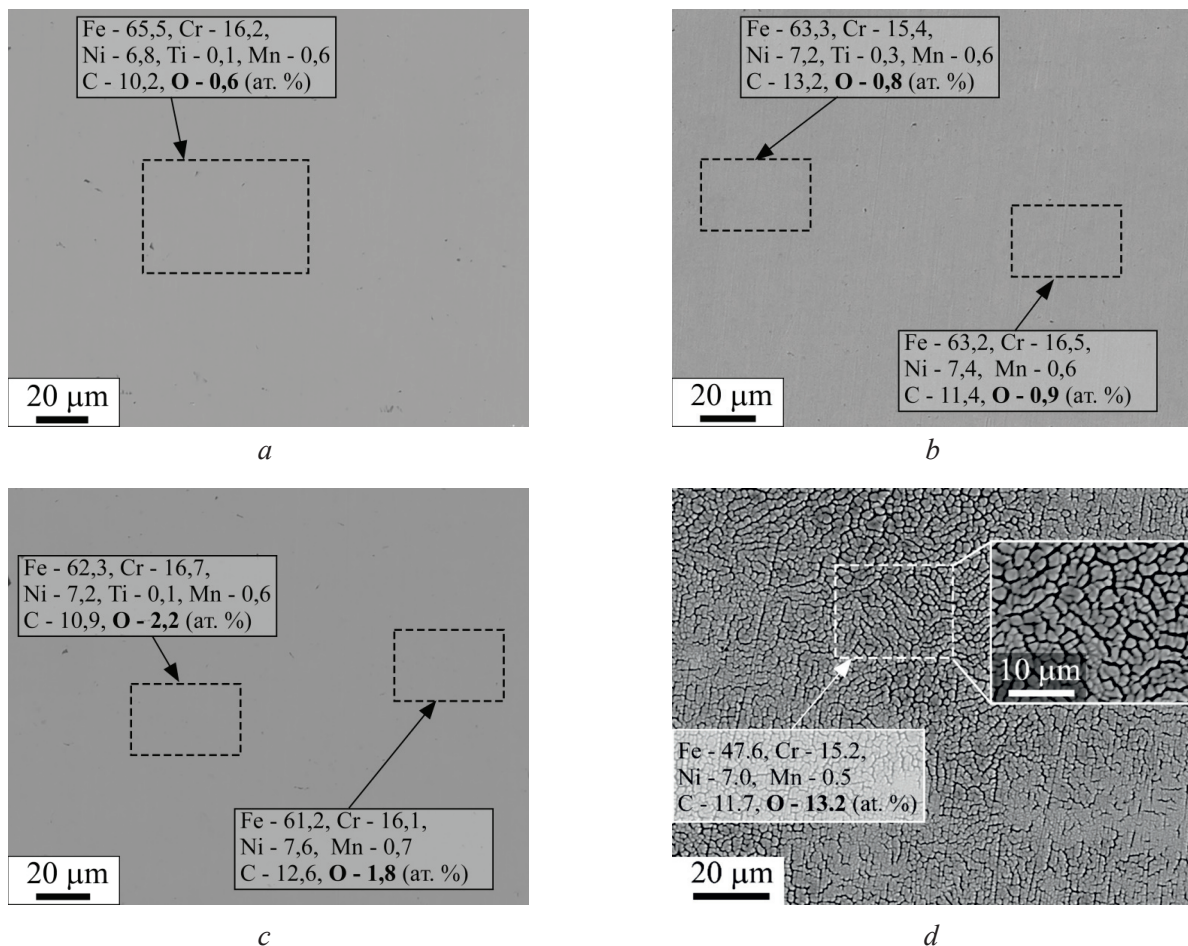 Fe - 65,5, Cr - 16,2,
Ni - 6,8, Ti - 0,1, Mn - 0,6
C - 10,2, O - 0,6 (ат. %)
20 μm
a
Fe - 63,3, Cr - 15,4,
Ni - 7,2, Ti - 0,3, Mn - 0,6
C - 13,2, O - 0,8 (ат. %)
Fe - 63,2, Cr - 16,5,
Ni - 7,4, Mn - 0,6
C - 11,4, O - 0,9 (ат. %)
20 μm
b
Fe - 62,3, Cr - 16,7,
Ni - 7,2, Ti - 0,1, Mn - 0,6
C - 10,9, O - 2,2 (ат. %)
Fe - 61,2, Cr - 16,1,
Ni - 7,6, Mn - 0,7
C - 12,6, O - 1,8 (ат. %)
20 μm
c
10 μm
Fe - 47.6, Cr - 15.2,
Ni - 7.0, Mn - 0.5
C - 11.7, O - 13.2 (at. %)
20 μm
d